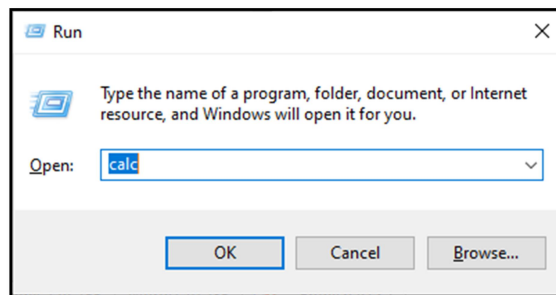 Run
Type the name of a program, folder, document, or Internet
resource, and Windows will open it for you.
Open: calc
OK Cancel Browse...